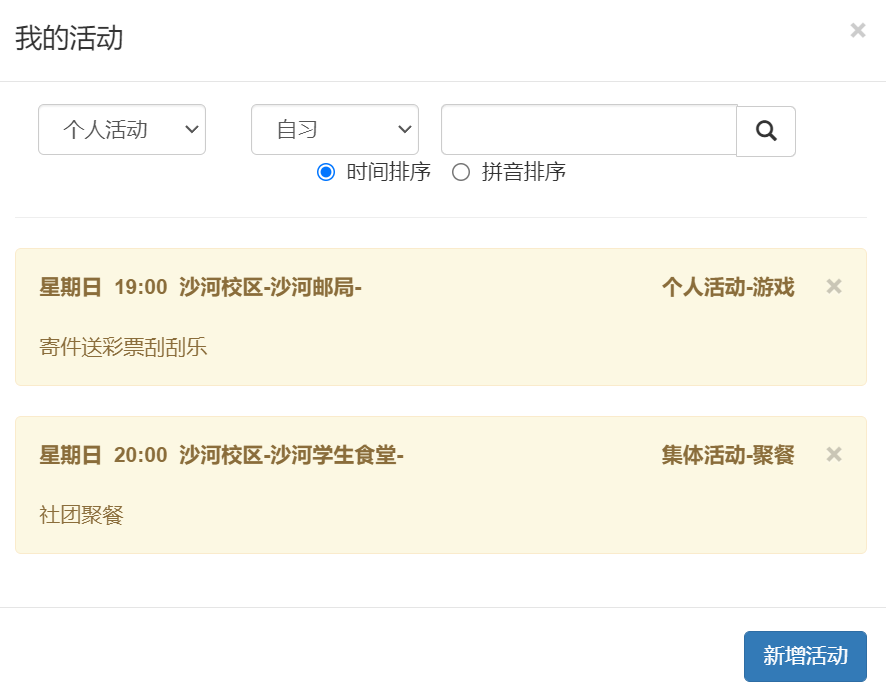 我的活动 ×
个人活动 自习
时间排序 拼音排序
星期日 19:00 沙河校区-沙河邮局- 个人活动-游戏 ×
寄件送彩票刮刮乐
星期日 20:00 沙河校区-沙河学生食堂- 集体活动-聚餐 ×
社团聚餐
新增活动